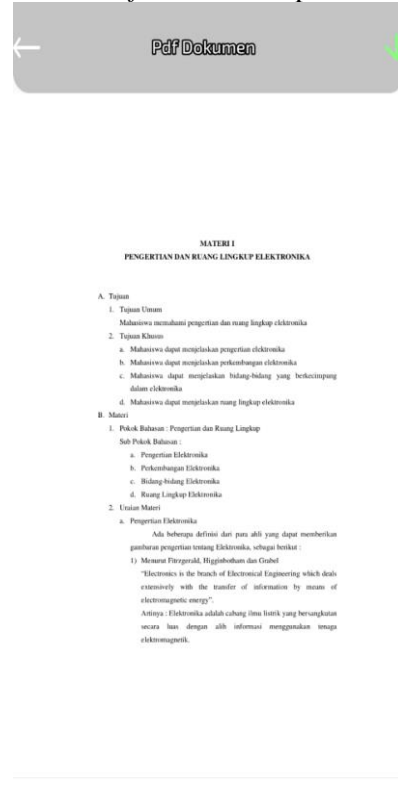 Pdf Dokumen
MATERI I
PENGERTIAN DAN RUANG LINGKUP ELEKTRONIKA
A. Tujuan
1. Tujuan Umum
Mahasiswa memahami pengertian dan ruang lingkup elektronika
2. Tujuan Khusus
a. Mahasiswa dapat menjelaskan pengertian elektronika
b. Mahasiswa dapat menjelaskan perkembangan elektronika
c. Mahasiswa dapat menjelaskan bidang-bidang yang berkecimpung
dalam elektronika
d. Mahasiswa dapat menjelaskan ruang lingkup elektronika
B. Materi
1. Pokok Bahasan : Pengertian dan Ruang Lingkup
Sub Pokok Bahasan :
a. Pengertian Elektronika
b. Perkembangan Elektronika
c. Bidang-bidang Elektronika
d. Ruang Lingkup Elektronika
2. Uraian Materi
a. Pengertian Elektronika
Ada beberapa definisi dari para ahli yang dapat memberikan
gambaran pengertian tentang Elektronika, sebagai berikut :
1) Menurut Fitzgerald, Higginbotham dan Grabel
"Electronics is the branch of Electronical Engineering which deals
extensively with the transfer of information by means of
electromagnetic energy".
Artinya : Elektronika adalah cabang ilmu listrik yang bersangkutan
secara luas dengan alih informasi menggunakan tenaga
elektromagnetik.